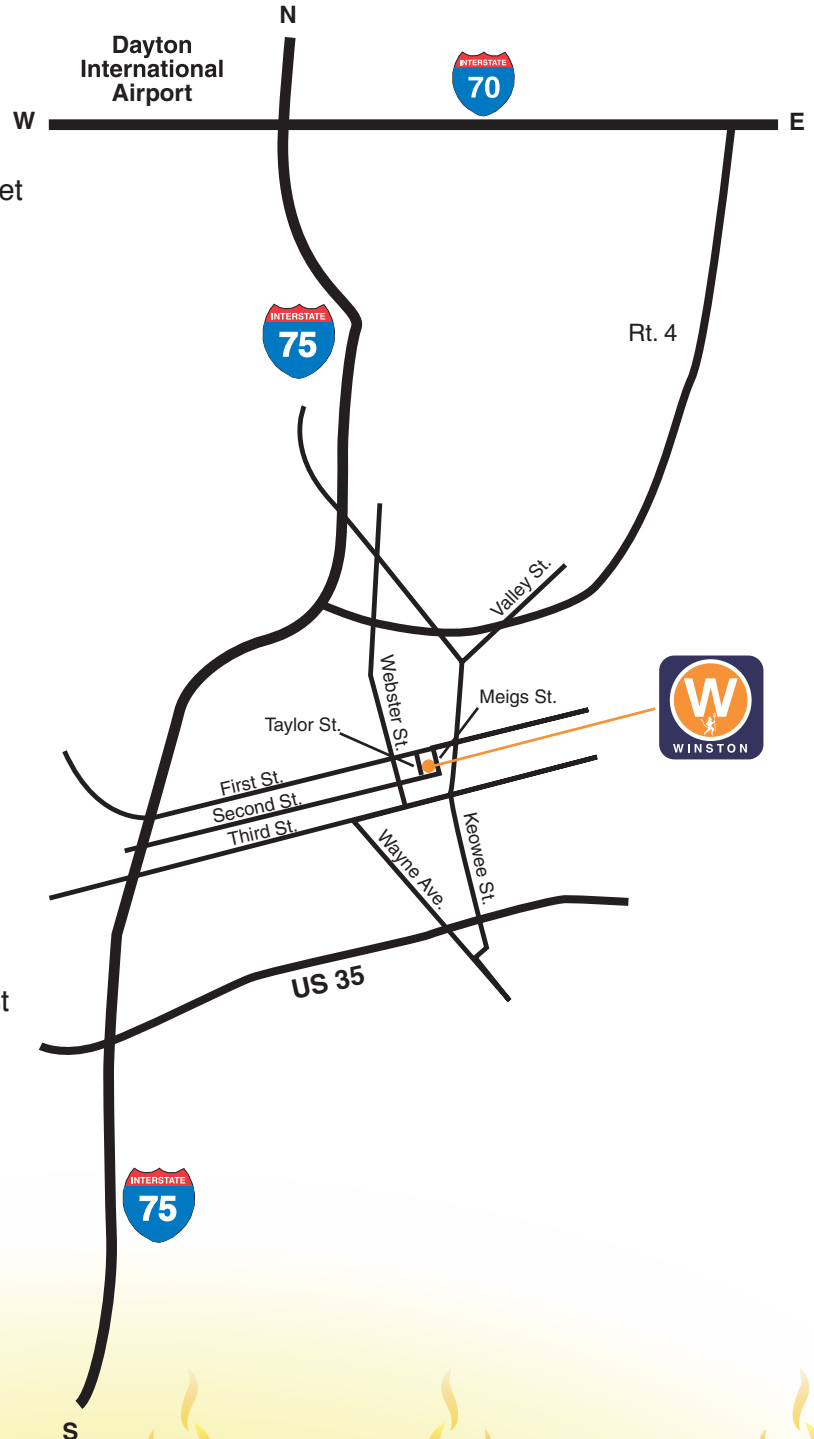 N
Dayton
International
Airport
INTERSTATE
70
W
E
et
INTERSTATE
75
Rt. 4
Valley St.
Webster St.
Meigs St.
Taylor St.
W
WINSTON
First St.
Second St.
Third St.
Wayne Ave.
Keowee St.
US 35
t
INTERSTATE
75
S